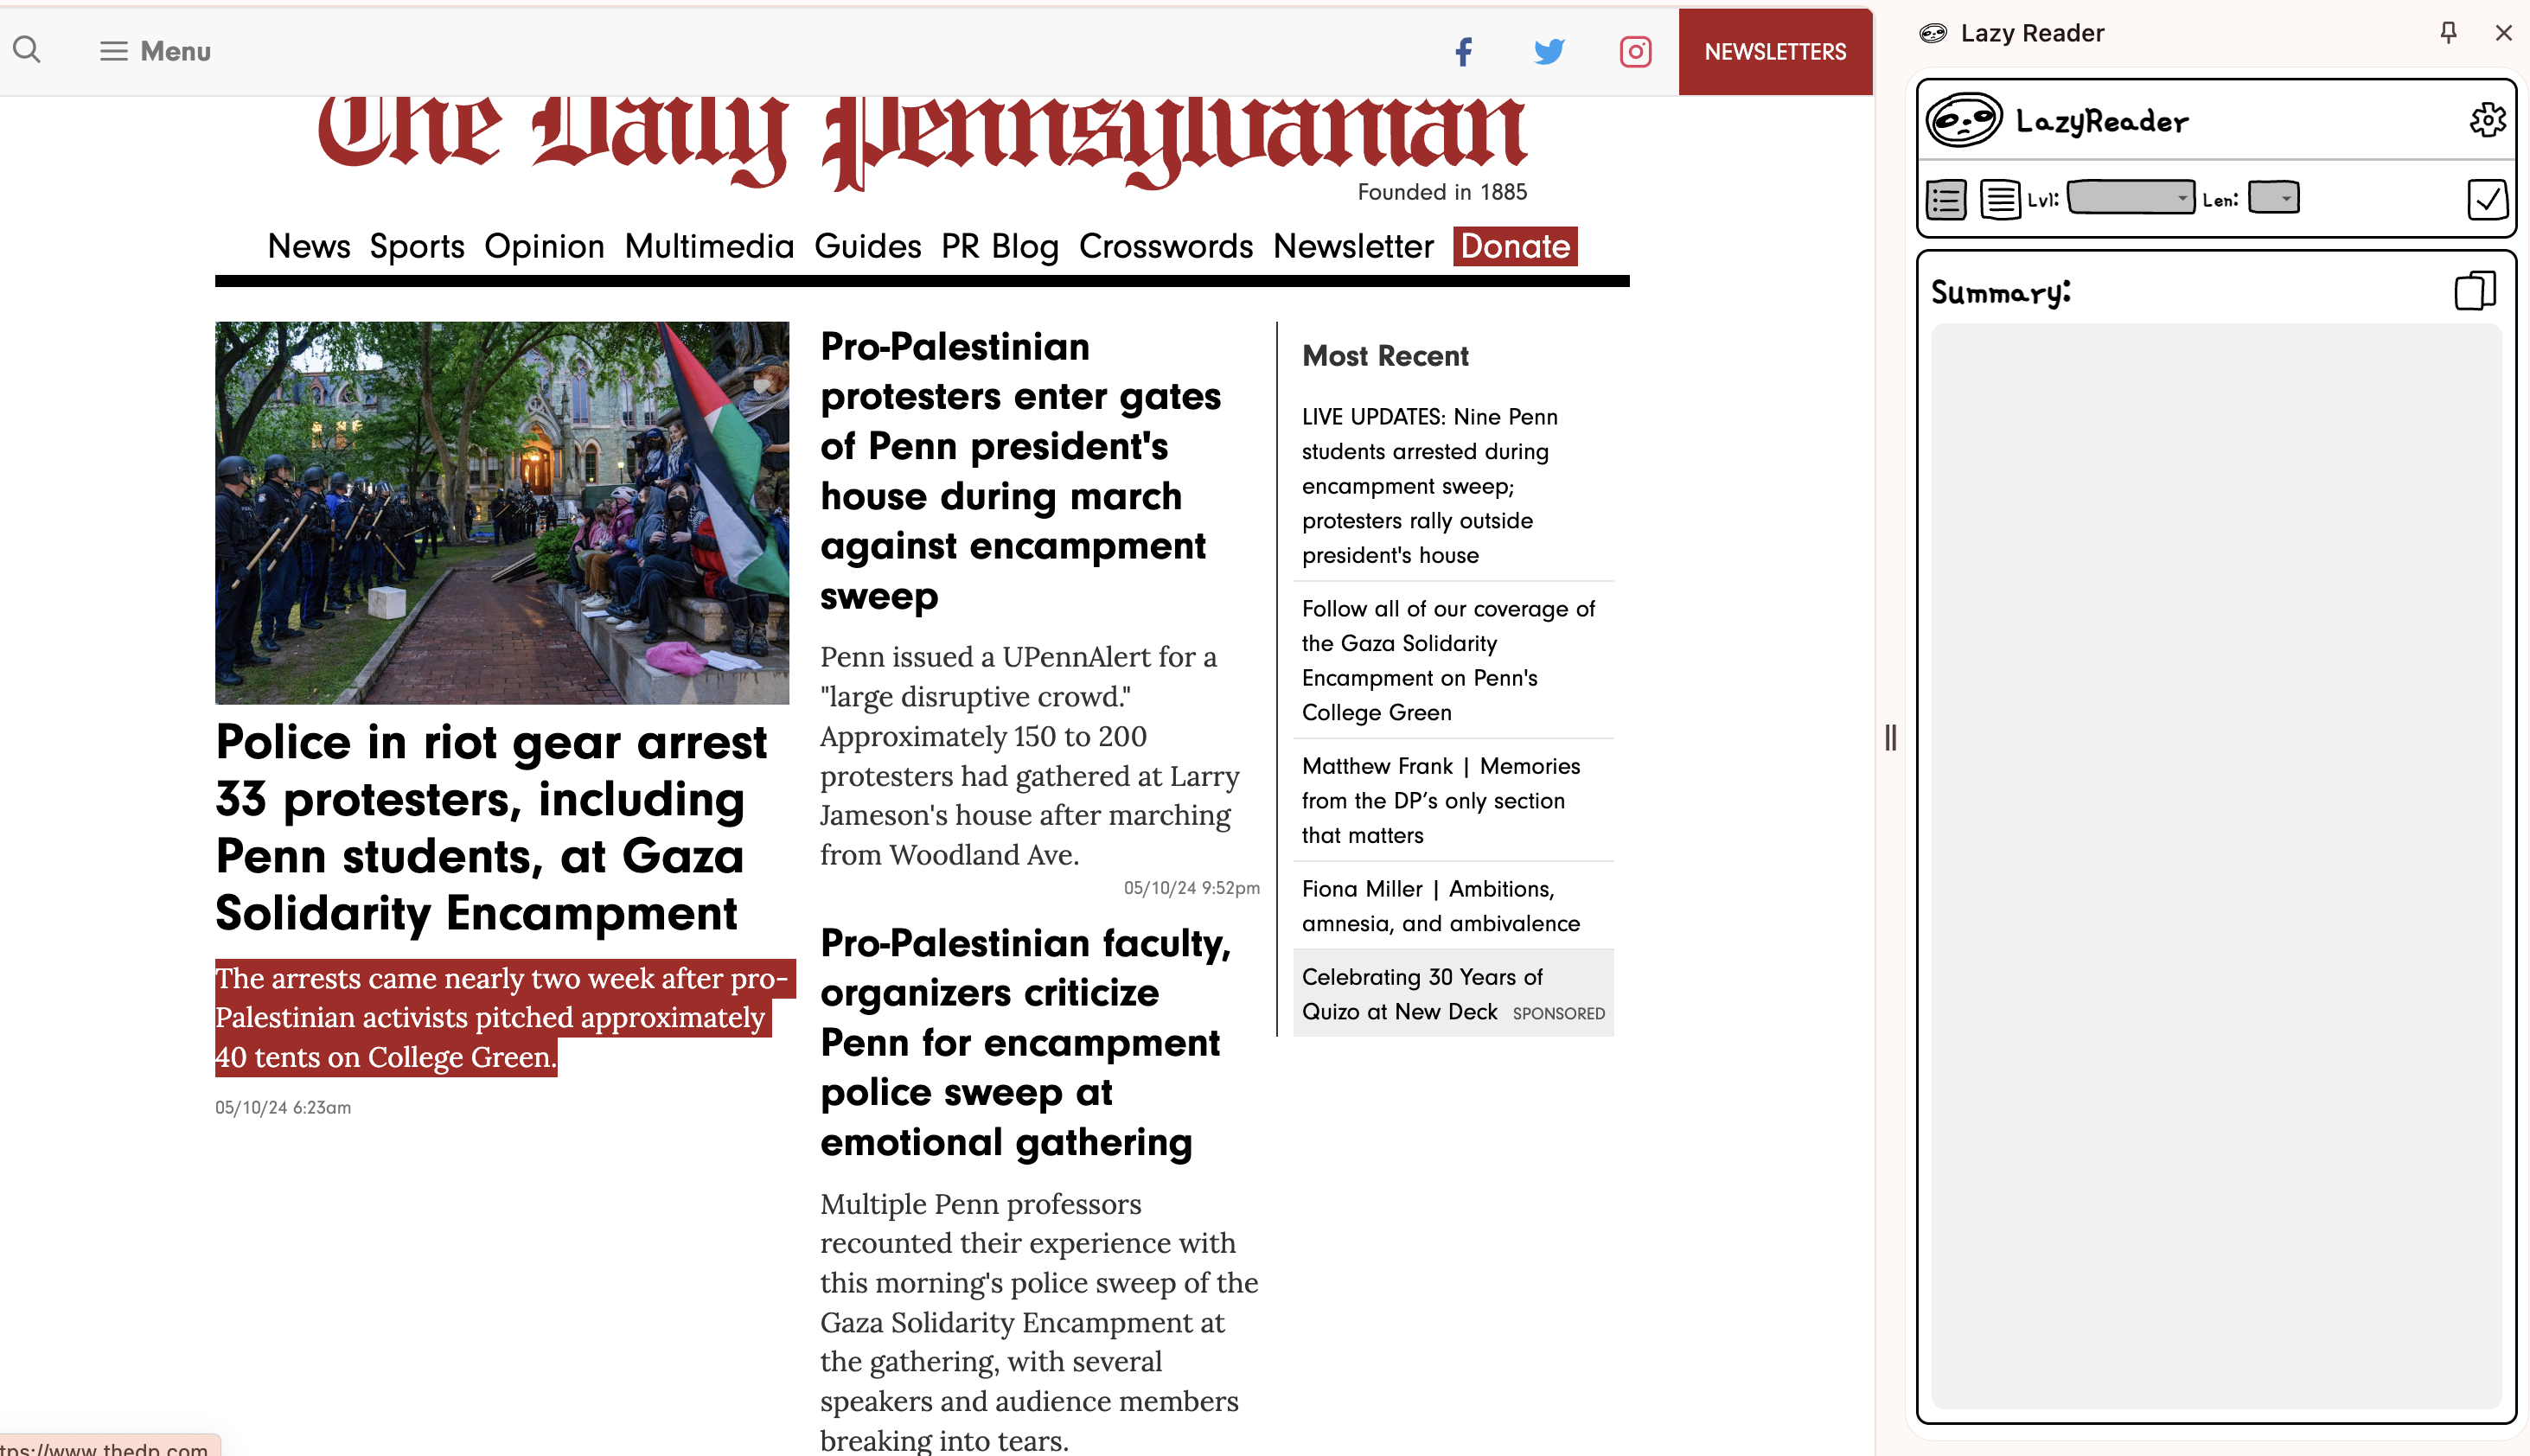 Menu
NEWSLETTERS
The Daily Pennsylvanian
Founded in 1885
News Sports Opinion Multimedia Guides PR Blog Crosswords Newsletter Donate
Police in riot gear arrest
33 protesters, including
Penn students, at Gaza
Solidarity Encampment
The arrests came nearly two week after pro-
Palestinian activists pitched approximately
40 tents on College Green.
05/10/24 6:23am
Pro-Palestinian
protesters enter gates
of Penn president's
house during march
against encampment
sweep
Penn issued a UPennAlert for a
"large disruptive crowd."
Approximately 150 to 200
protesters had gathered at Larry
Jameson's house after marching
from Woodland Ave.
05/10/24 9:52pm
Pro-Palestinian faculty,
organizers criticize
Penn for encampment
police sweep at
emotional gathering
Multiple Penn professors
recounted their experience with
this morning's police sweep of the
Gaza Solidarity Encampment at
the gathering, with several
speakers and audience members
breaking into tears.
Most Recent
LIVE UPDATES: Nine Penn
students arrested during
encampment sweep;
protesters rally outside
president's house
Follow all of our coverage of
the Gaza Solidarity
Encampment on Penn's
College Green
Matthew Frank | Memories
from the DP’s only section
that matters
Fiona Miller | Ambitions,
amnesia, and ambivalence
Celebrating 30 Years of
Quizo at New Deck SPONSORED
tps://www.thedp.com
Lazy Reader
LazyReader
Lvl: Len:
Summary: